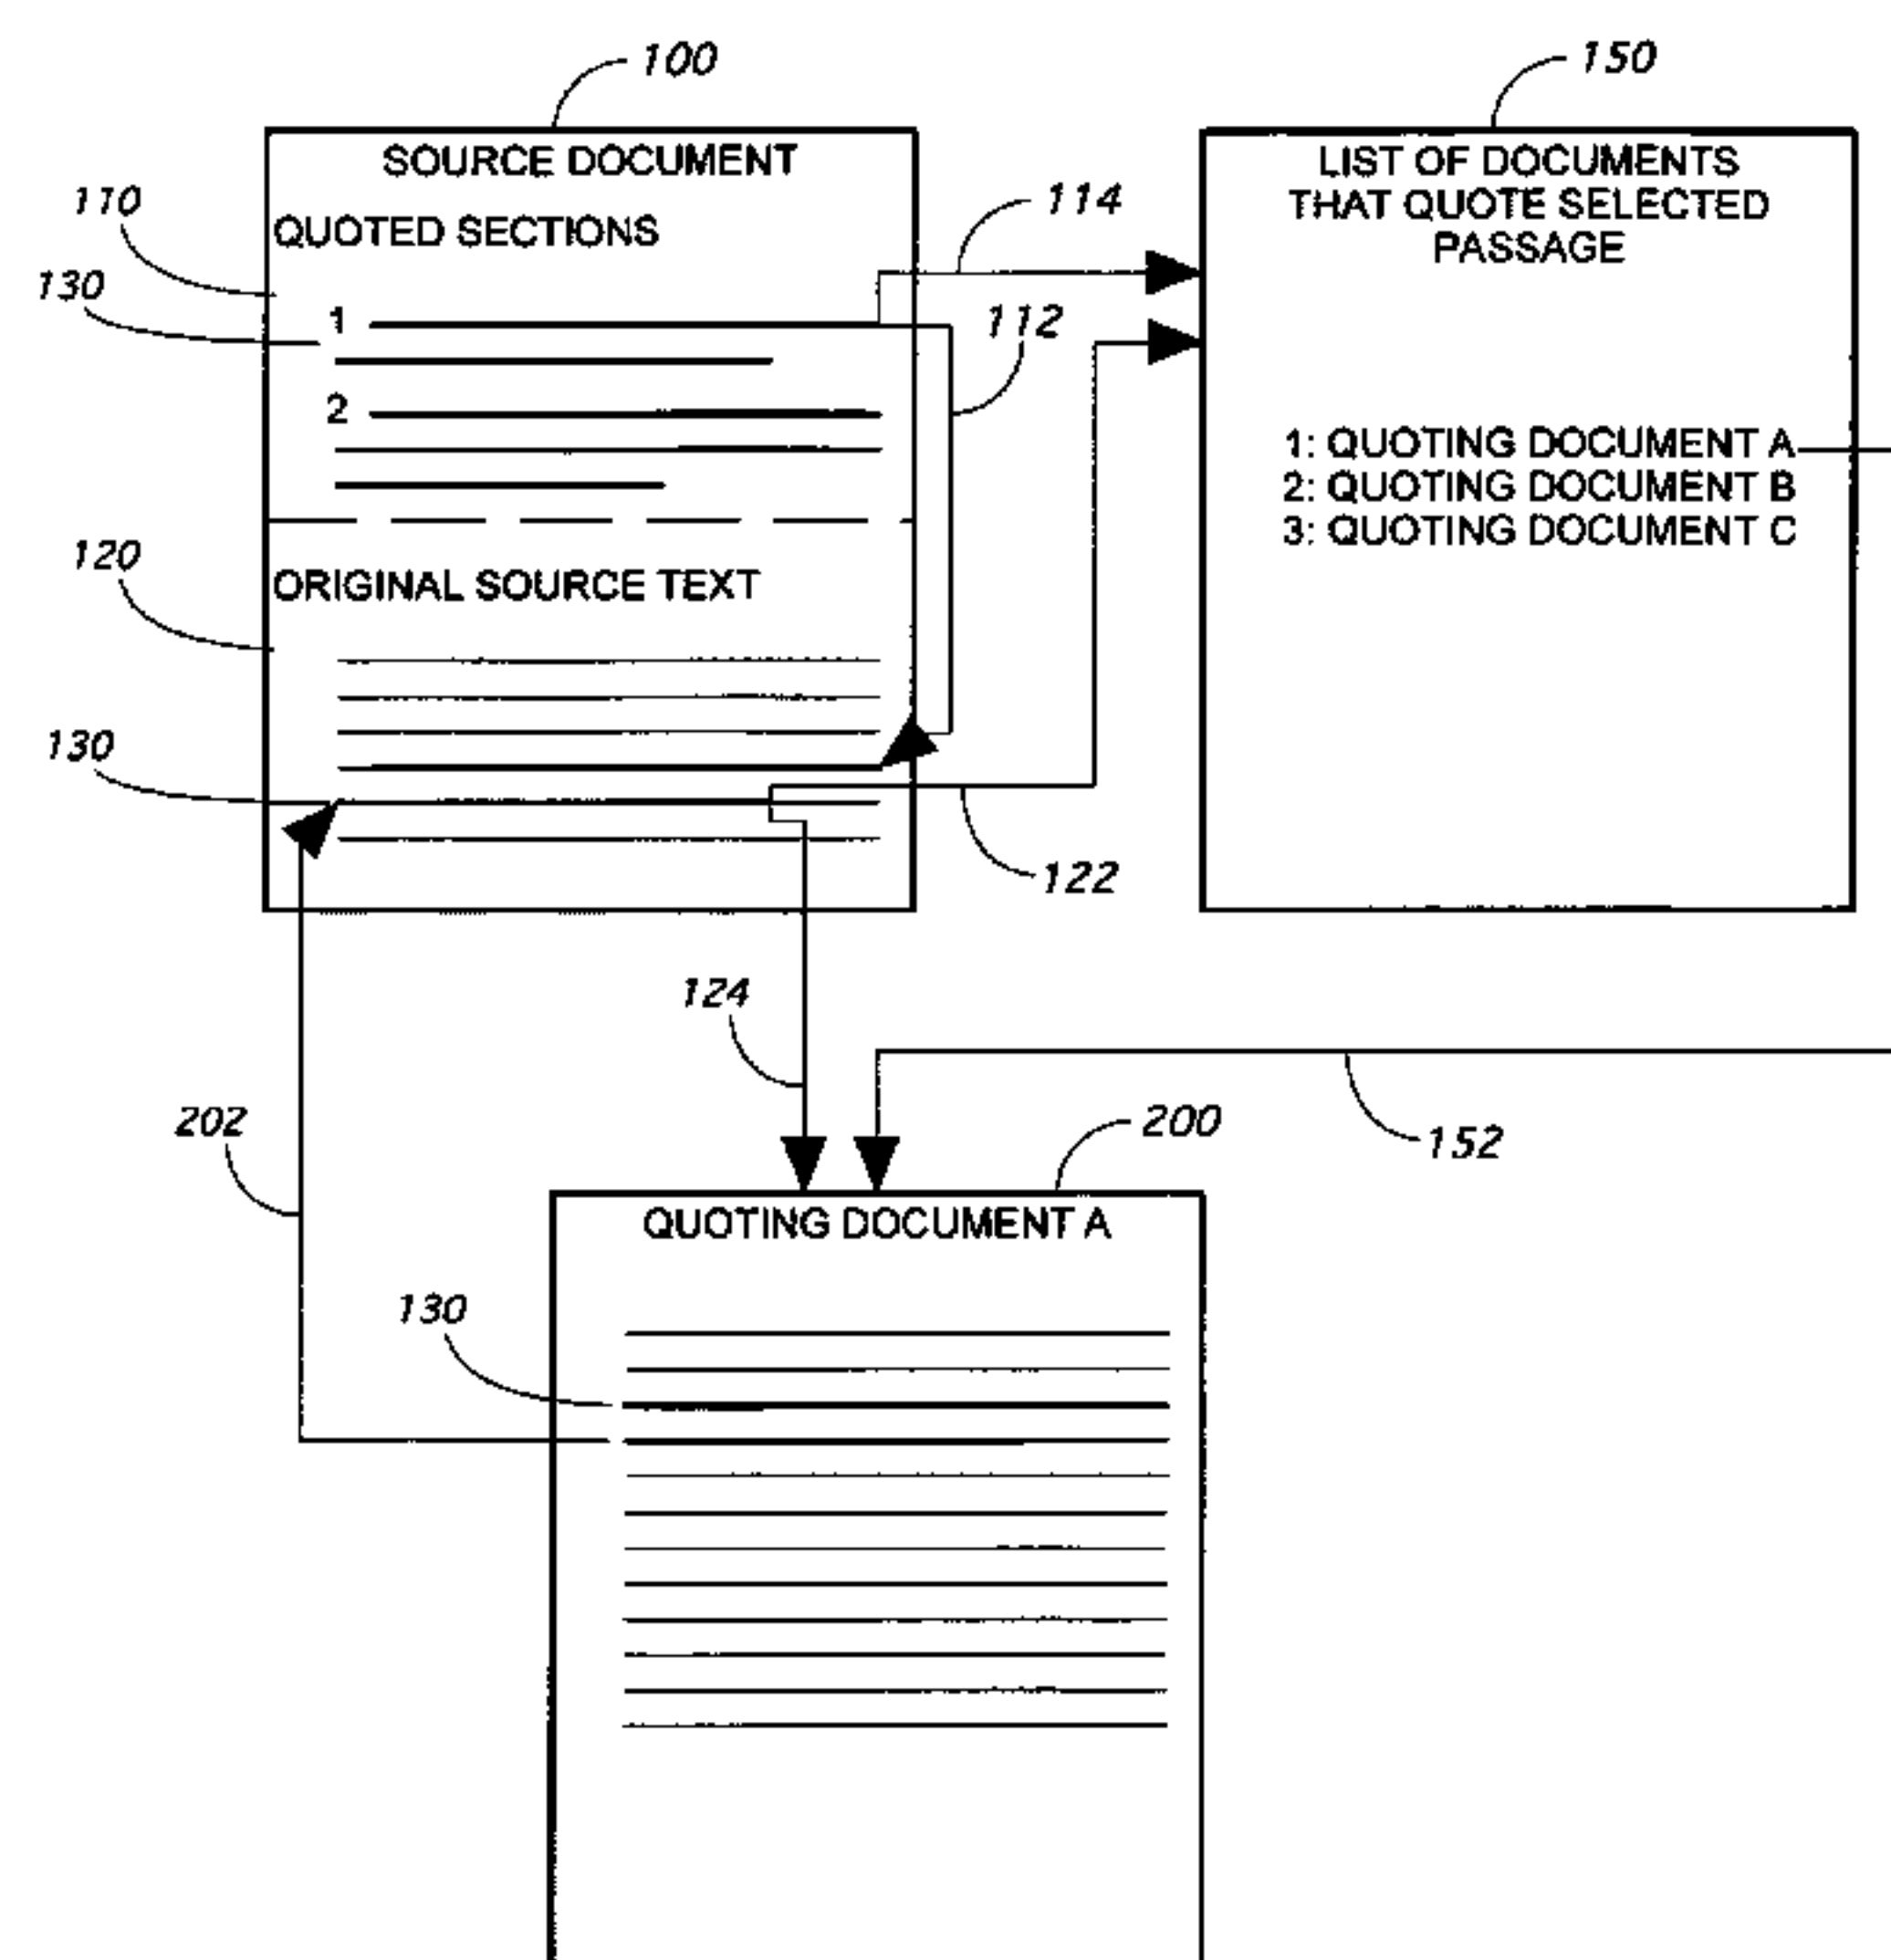 100
150
SOURCE DOCUMENT
LIST OF DOCUMENTS
THAT QUOTE SELECTED
PASSAGE
110
114
QUOTED SECTIONS
130
1
112
2
1: QUOTING DOCUMENT A
2: QUOTING DOCUMENT B
3: QUOTING DOCUMENT C
120
ORIGINAL SOURCE TEXT
130
122
124
202
200
152
QUOTING DOCUMENT A
130